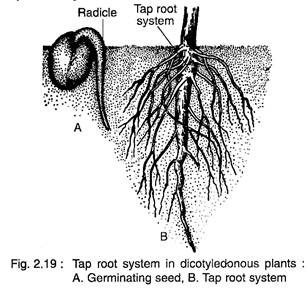 Radicle
Tap root
system
A
B
Fig. 2.19 : Tap root system in dicotyledonous plants :
A. Germinating seed, B. Tap root system